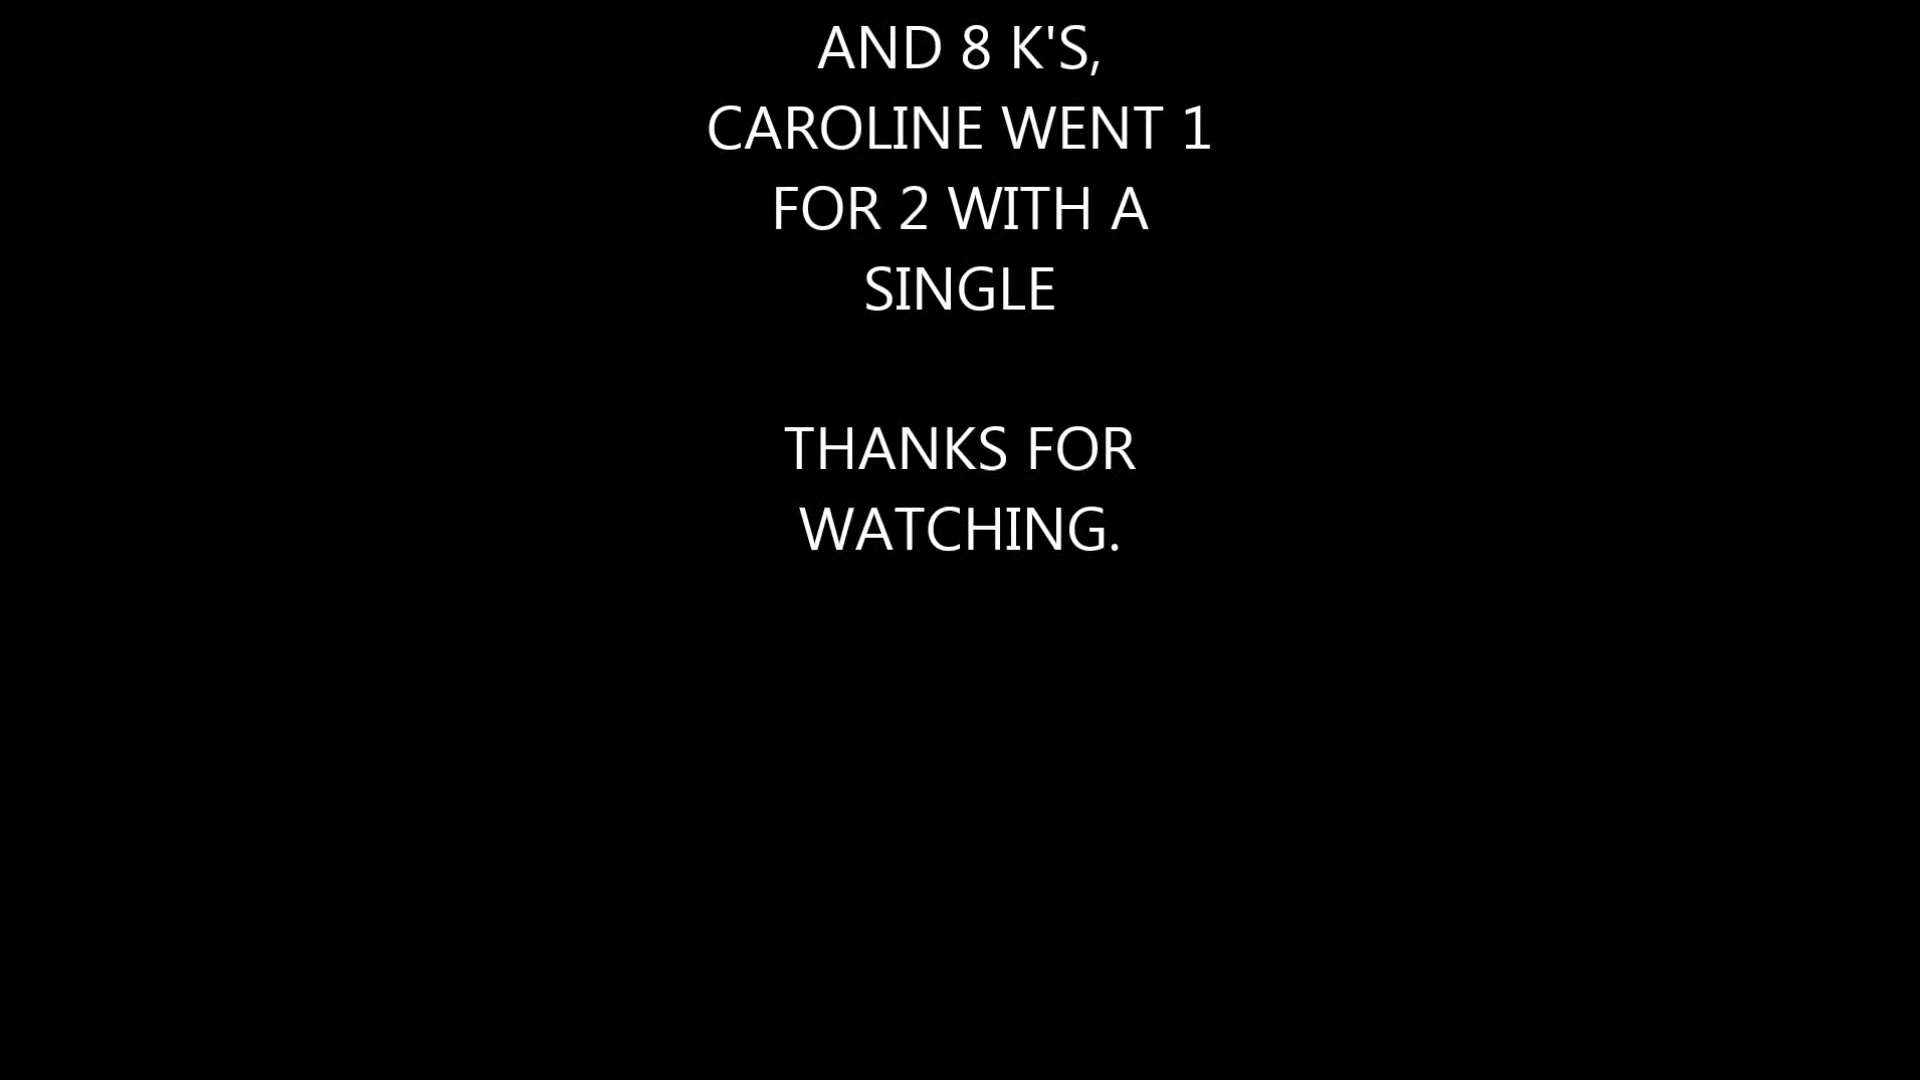 AND 8 K'S,
CAROLINE WENT 1
FOR 2 WITH A
SINGLE
THANKS FOR
WATCHING.